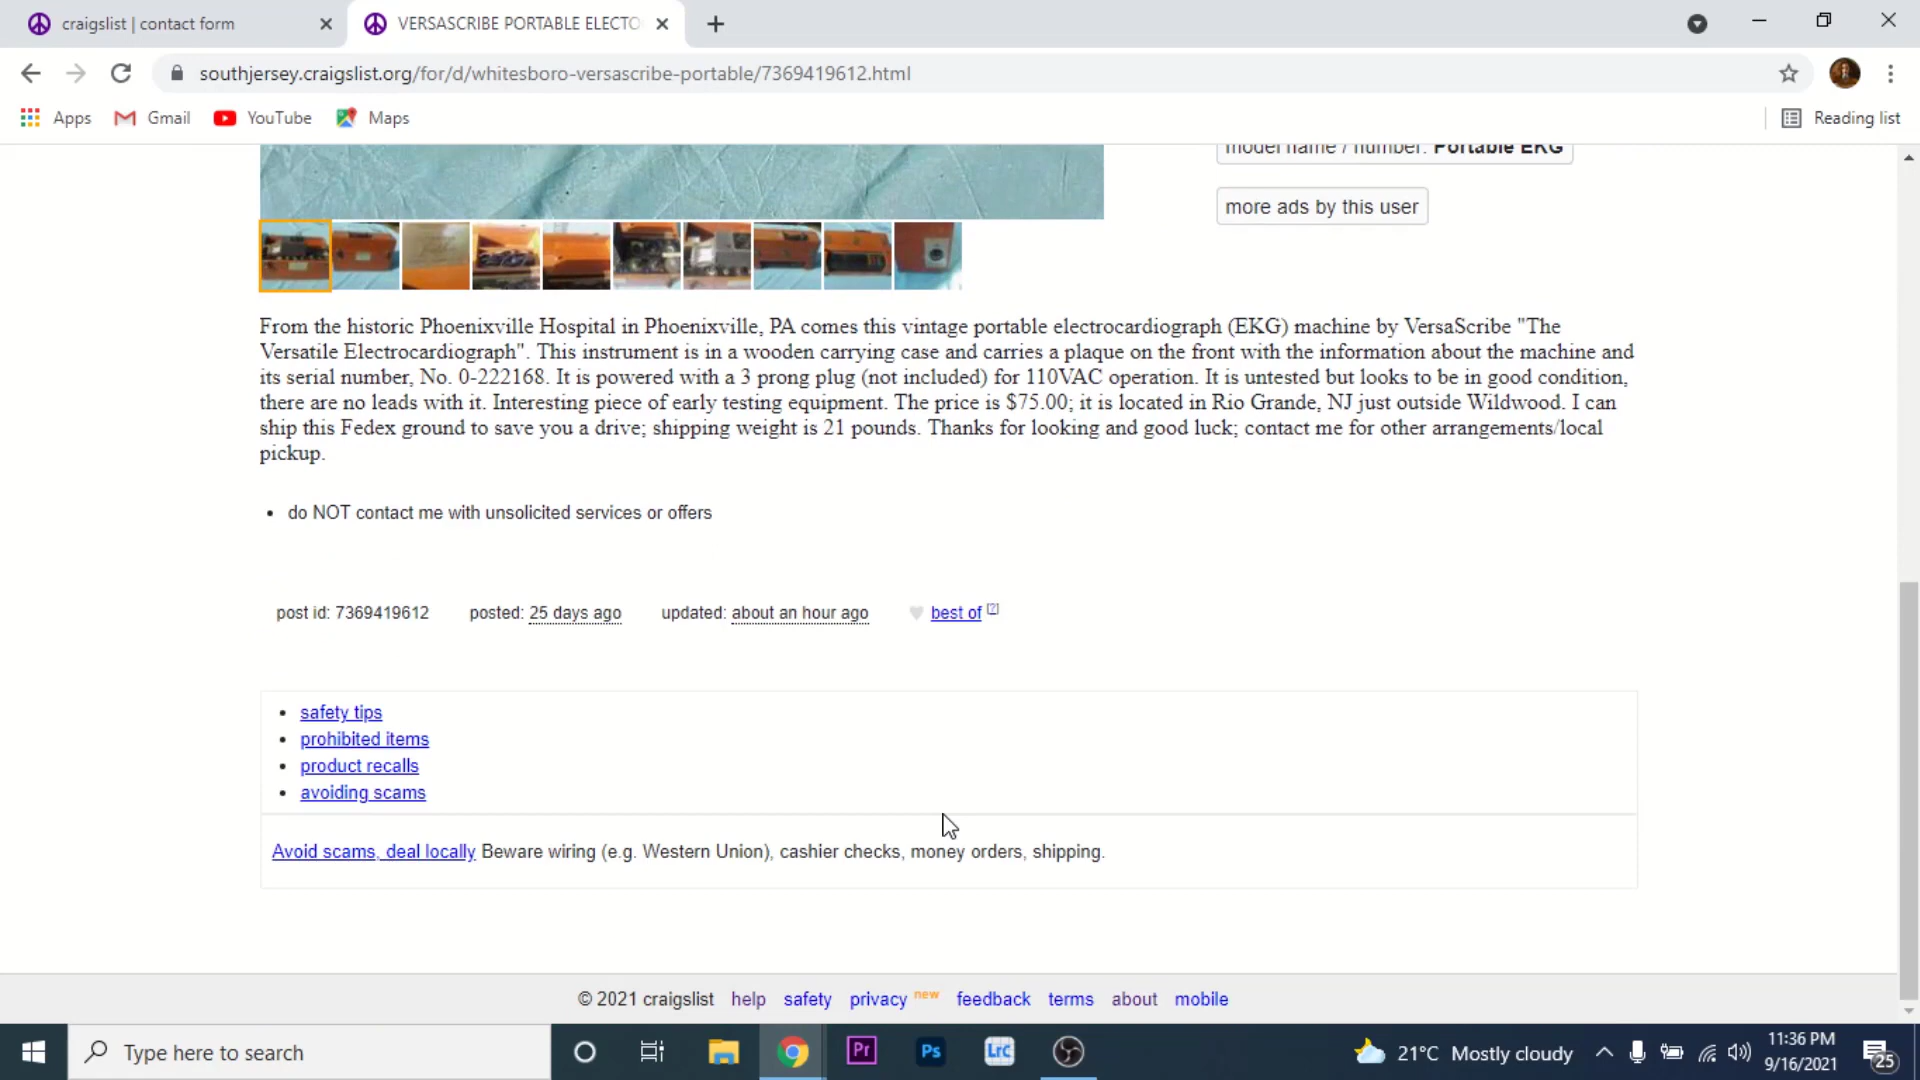 craigslist | contact form
VERSASCRIBE PORTABLE ELECTO
southjersey.craigslist.org/for/d/whitesboro-versascribe-portable/7369419612.html
Apps Gmail YouTube Maps Reading list
model name / number: Portable EKG
more ads by this user
From the historic Phoenixville Hospital in Phoenixville, PA comes this vintage portable electrocardiograph (EKG) machine by VersaScribe "The
Versatile Electrocardiograph". This instrument is in a wooden carrying case and carries a plaque on the front with the information about the machine and
its serial number, No. 0-222168. It is powered with a 3 prong plug (not included) for 110VAC operation. It is untested but looks to be in good condition,
there are no leads with it. Interesting piece of early testing equipment. The price is $75.00; it is located in Rio Grande, NJ just outside Wildwood. I can
ship this Fedex ground to save you a drive; shipping weight is 21 pounds. Thanks for looking and good luck; contact me for other arrangements/local
pickup.
• do NOT contact me with unsolicited services or offers
post id: 7369419612 posted: 25 days ago updated: about an hour ago best of [?]
• safety tips
• prohibited items
• product recalls
• avoiding scams
Avoid scams, deal locally Beware wiring (e.g. Western Union), cashier checks, money orders, shipping.
© 2021 craigslist help safety privacy new feedback terms about mobile
Type here to search
Pr
Ps
LrC
21°C Mostly cloudy
11:36 PM
9/16/2021
25